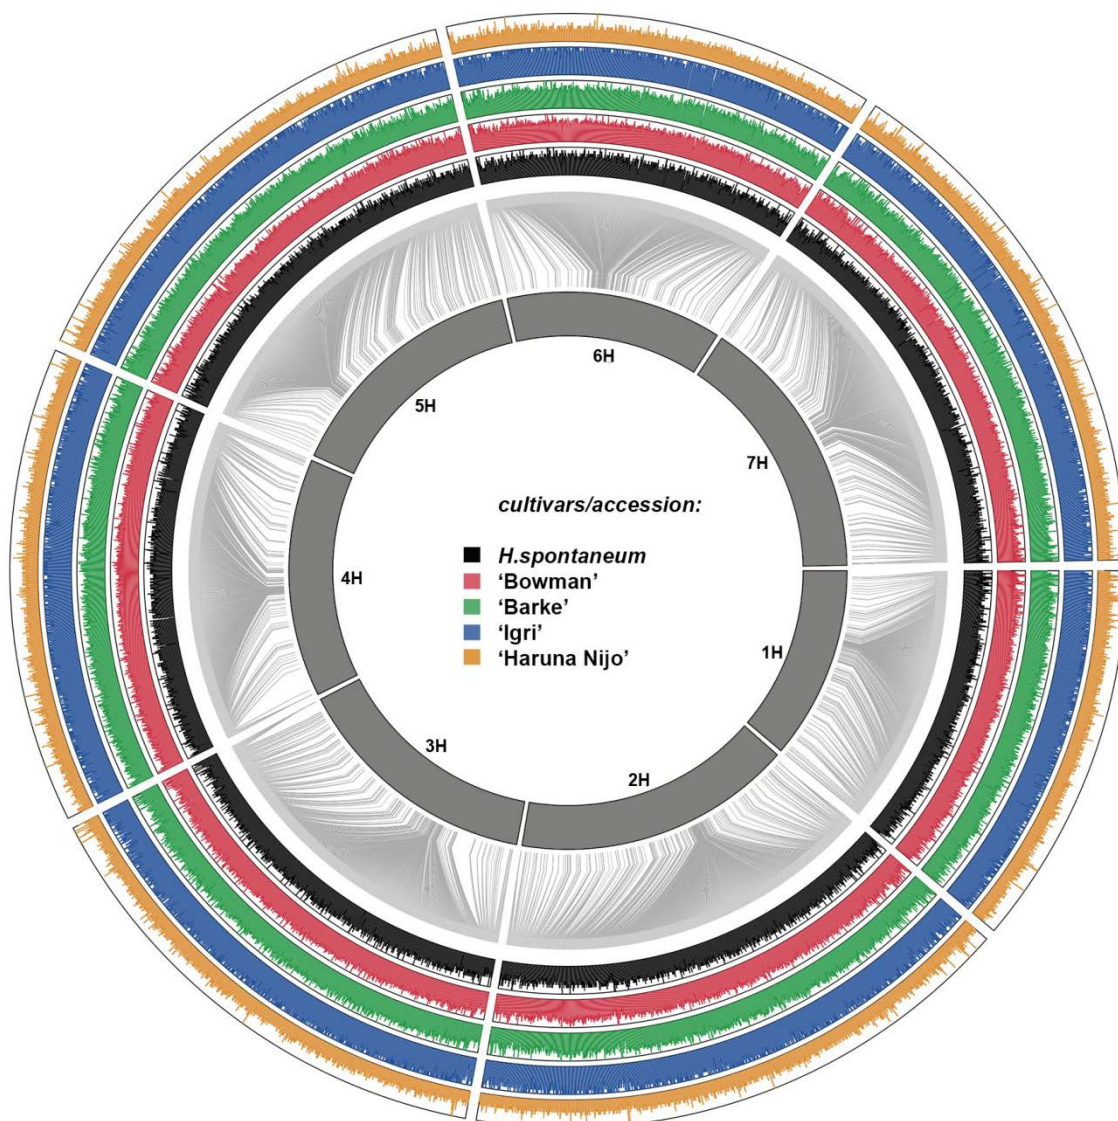 6H
5H
7H
cultivars/accession:
H.spontaneum
‘Bowman’
4H
‘Barke’
‘Igri’
1H
‘Haruna Nijo’
3H
2H